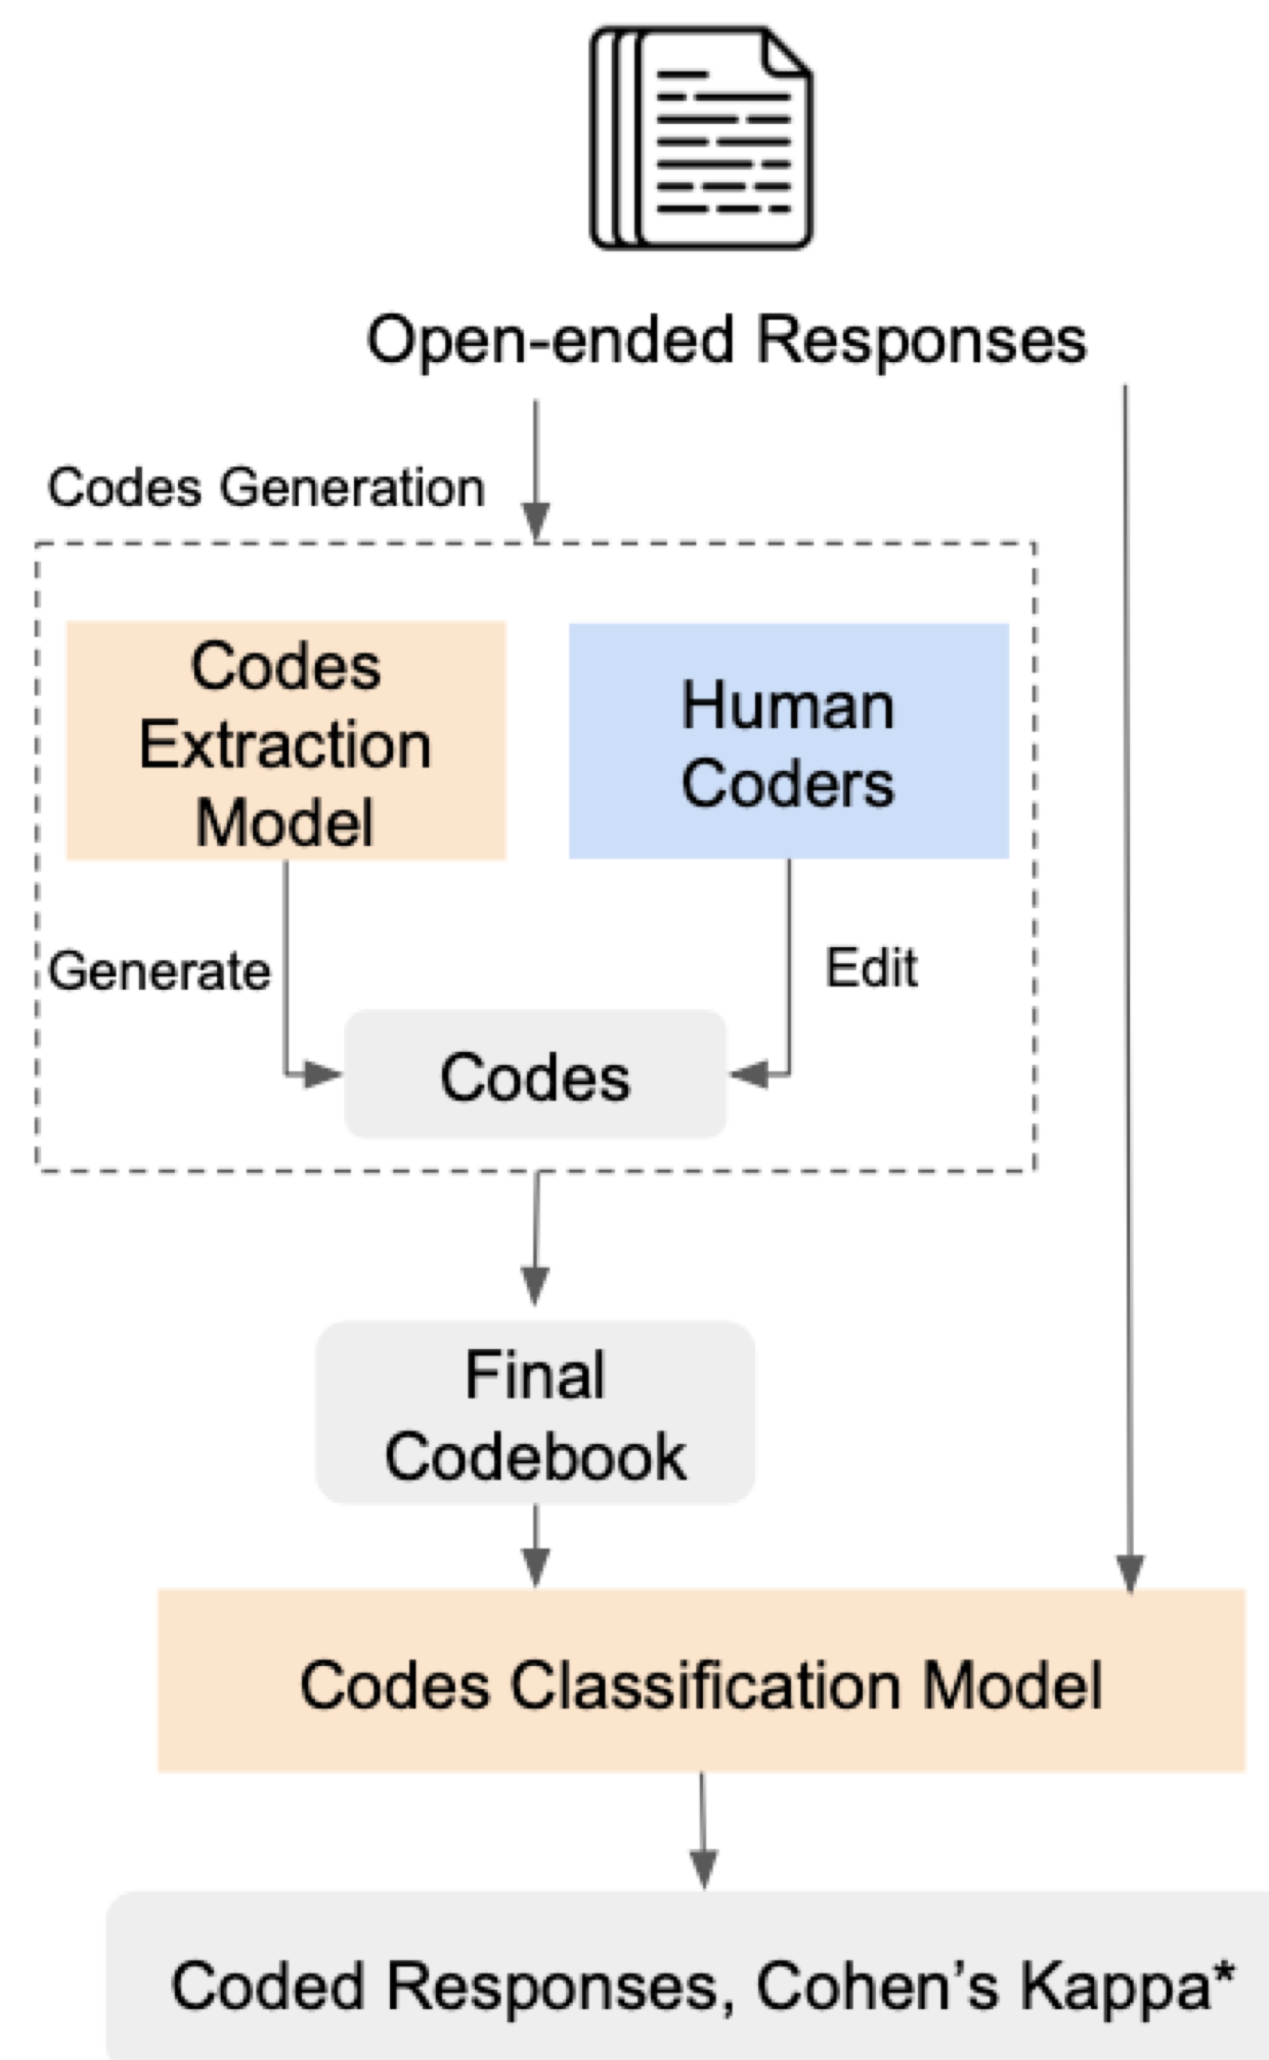 Open-ended Responses
Codes Generation
Codes
Extraction
Model
Human
Coders
Generate
Edit
Codes
Final
Codebook
Codes Classification Model
Coded Responses, Cohen’s Kappa*